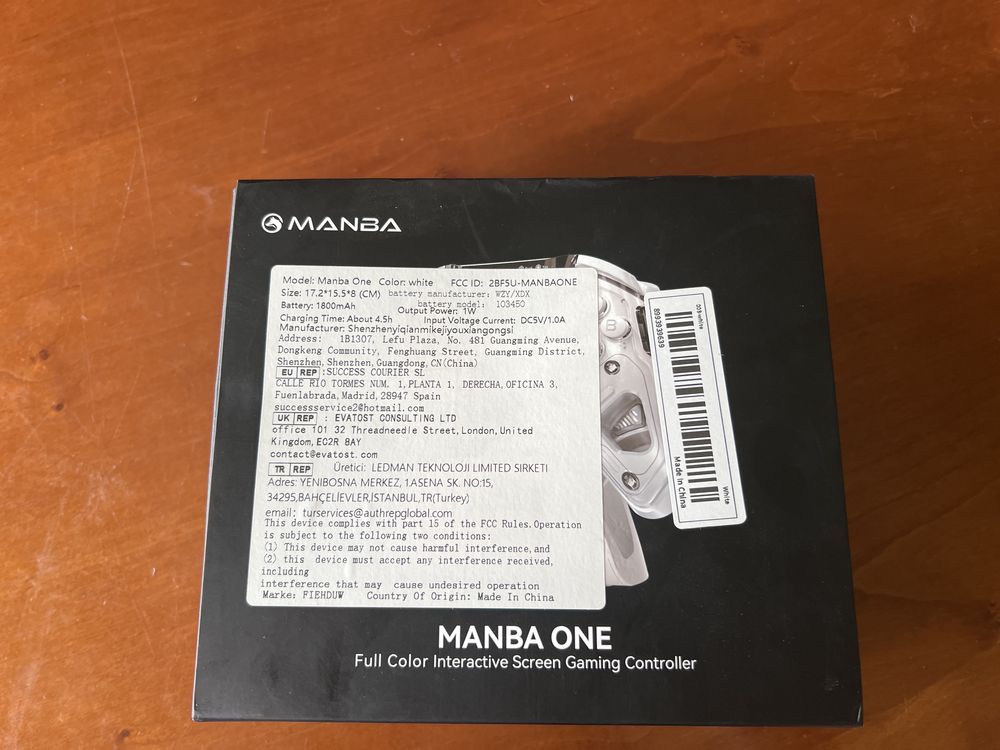 MANBA
Model: Manba One Color: white FCC ID: 2BF5U-MANBAONE
Size: 17.2*15.5*8 (CM) battery manufacturer: WZY/XDX
Battery: 1800mAh battery model: 103450
Output Power: 1W
Charging Time: About 4.5h Input Voltage Current: DC5V/1.0A
Manufacturer: Shenzhenyiqianmikejiyouxiangongsi
Address: 1B1307, Lefu Plaza, No. 481 Guangming Avenue,
Dongkeng Community, Fenghuang Street, Guangming District,
Shenzhen, Shenzhen, Guangdong, CN(China)
EU REP :SUCCESS COURIER SL
CALLE RIO TORMES NUM. 1,PLANTA 1, DERECHA,OFICINA 3,
Fuenlabrada, Madrid, 28947 Spain
successservice2@hotmail.com
UK REP : EVATOST CONSULTING LTD
office 101 32 Threadneedle Street,London,United
Kingdom, EC2R 8AY
contact@evatost.com
TR REP Üretici: LEDMAN TEKNOLOJI LIMITED SIRKETI
Adres: YENIBOSNA MERKEZ, 1.ASENA SK. NO:15,
34295,BAHÇELİEVLER,İSTANBUL,TR(Turkey)
email: turservices@authrepglobal.com
This device complies with part 15 of the FCC Rules.Operation
is subject to the following two conditions:
(1) This device may not cause harmful interference,and
(2) this device must accept any interference received,
including
interference that may cause undesired operation
Marke: FIEHDUW Country Of Origin: Made In China
B
003-white
8993939639
White
Made In China
MANBA ONE
Full Color Interactive Screen Gaming Controller